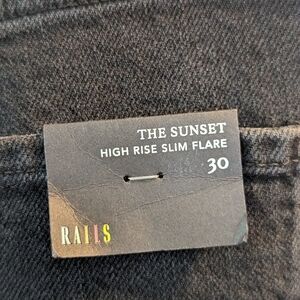 THE SUNSET
HIGH RISE SLIM FLARE
30
RAILS